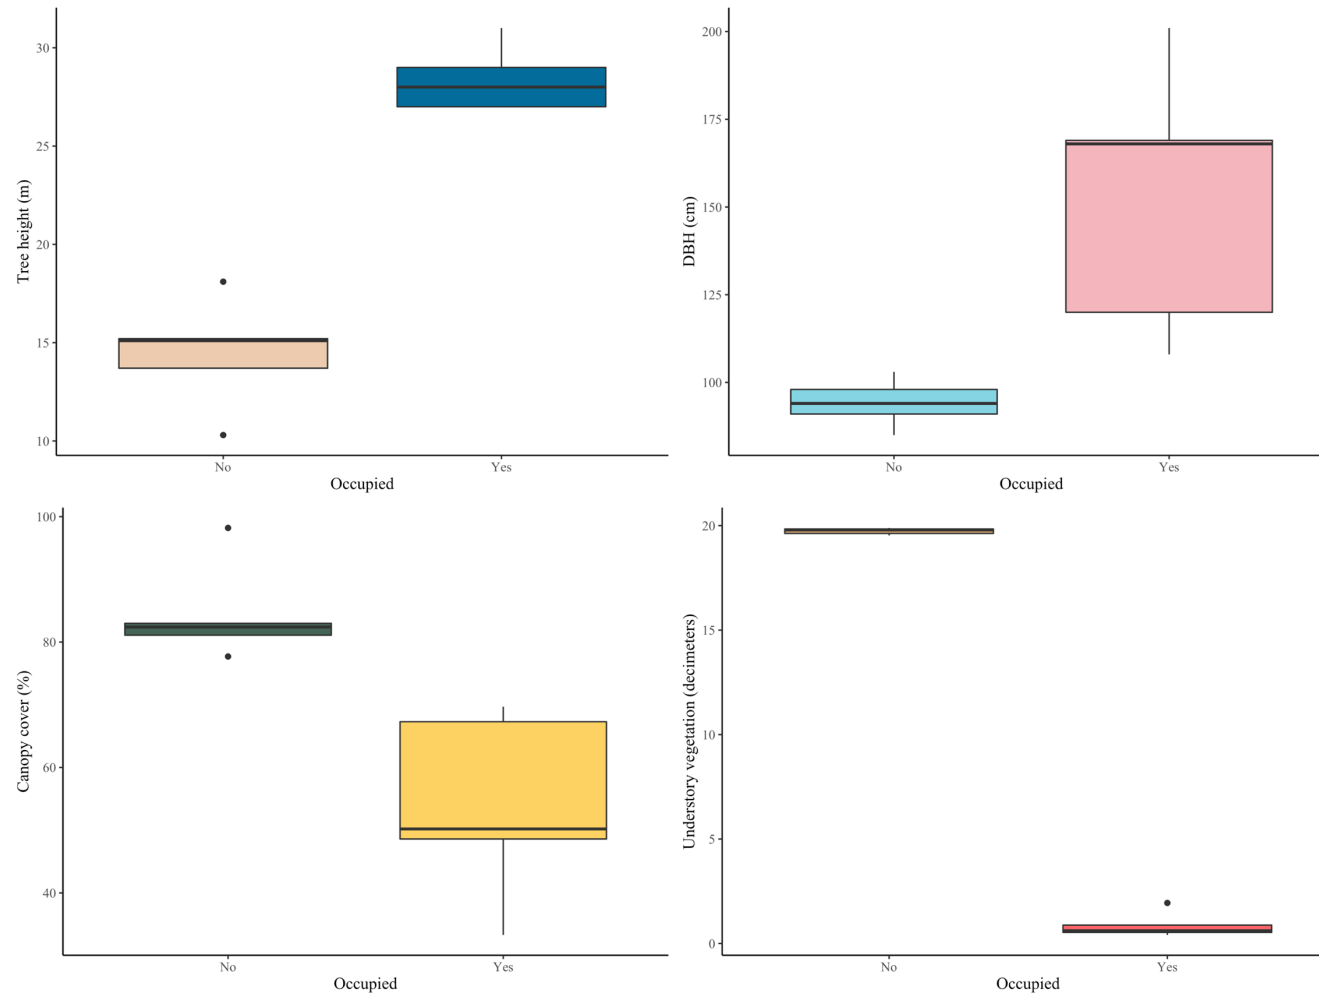 Tree height (m)
30
25
20
15
10
No
Yes
Occupied
DBH (cm)
200
175
150
125
100
No
Yes
Occupied
Canopy cover (%)
100
80
60
40
No
Yes
Occupied
Understory vegetation (decimeters)
20
15
10
5
0
No
Yes
Occupied